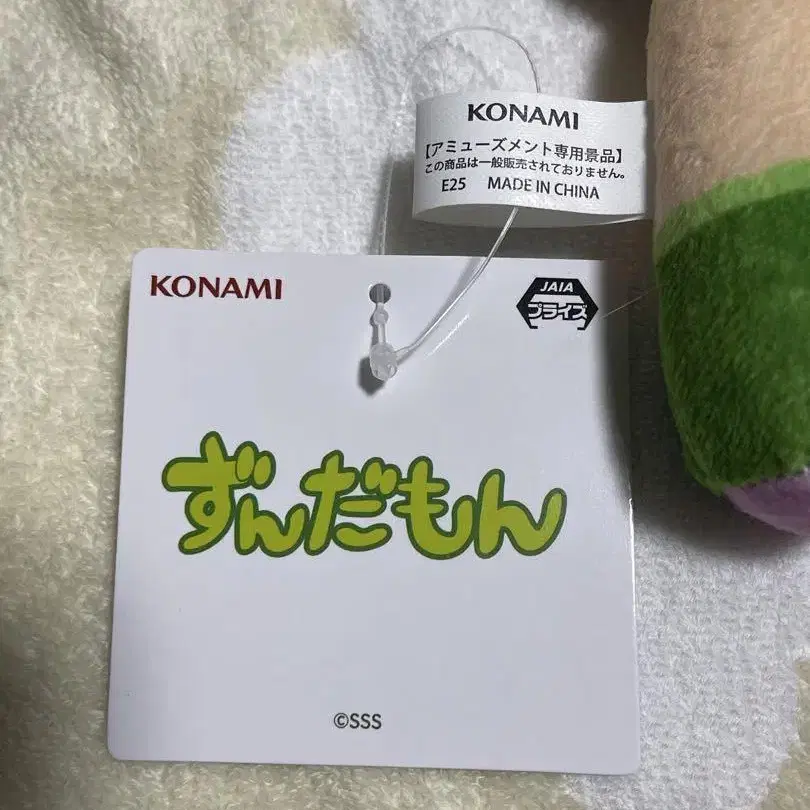 KONAMI
【アミューズメント専用景品】
この商品は一般販売されておりません。
E25 MADE IN CHINA
KONAMI
JAIA
プライズ
ずんだもん
©SSS